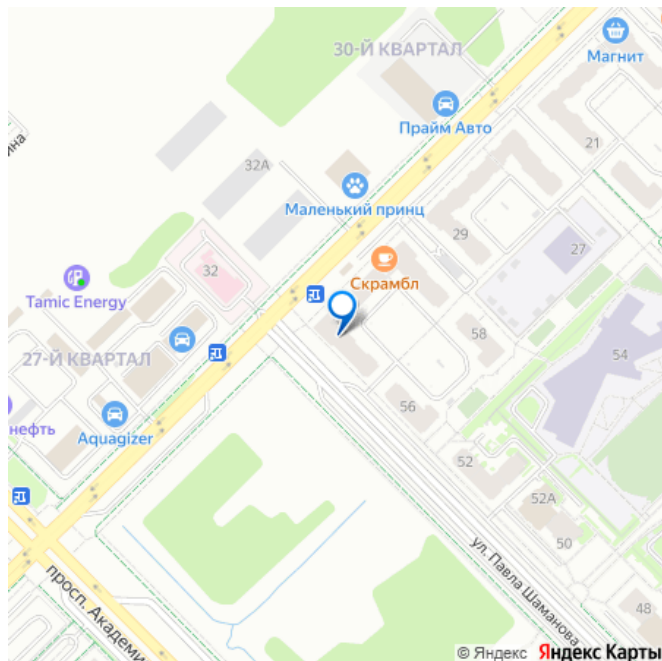 30-Й КВАРТАЛ
Магнит
Прайм Авто
21
32А
Маленький принц
29
27
32
Скрамбл
Tamic Energy
58
54
27-Й КВАРТАЛ
56
нефть
Aquagizer
52
52А
50
ул. Павла Шаманова
просп. Академи
48
© Яндекс Яндекс Карты